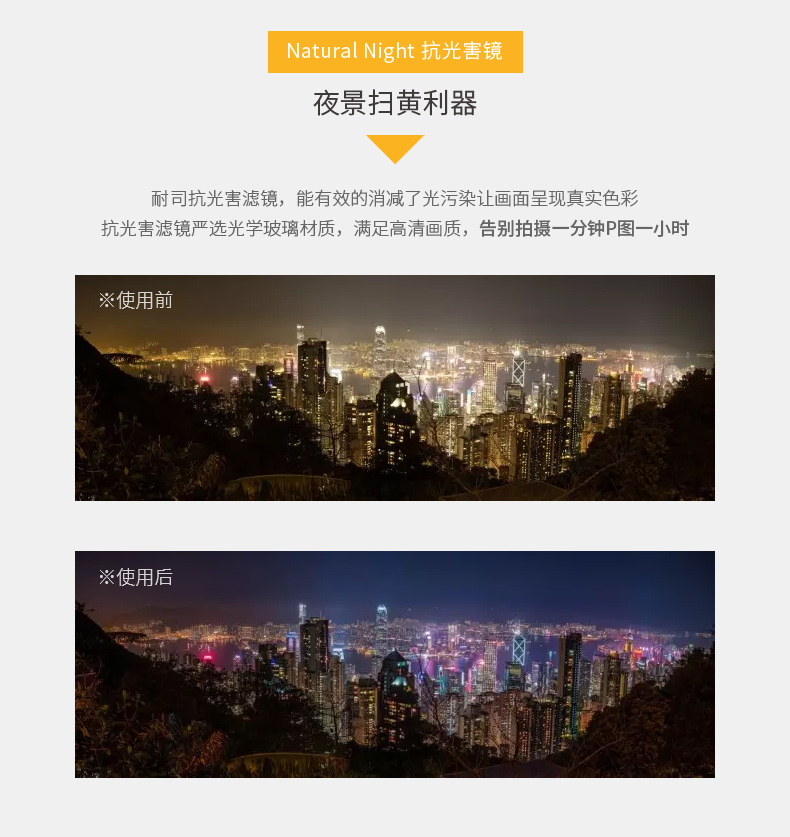 Natural Night 抗光害镜
夜景扫黄利器
耐司抗光害滤镜，能有效的消减了光污染让画面呈现真实色彩
抗光害滤镜严选光学玻璃材质，满足高清画质，告别拍摄一分钟P图一小时
※使用前
※使用后